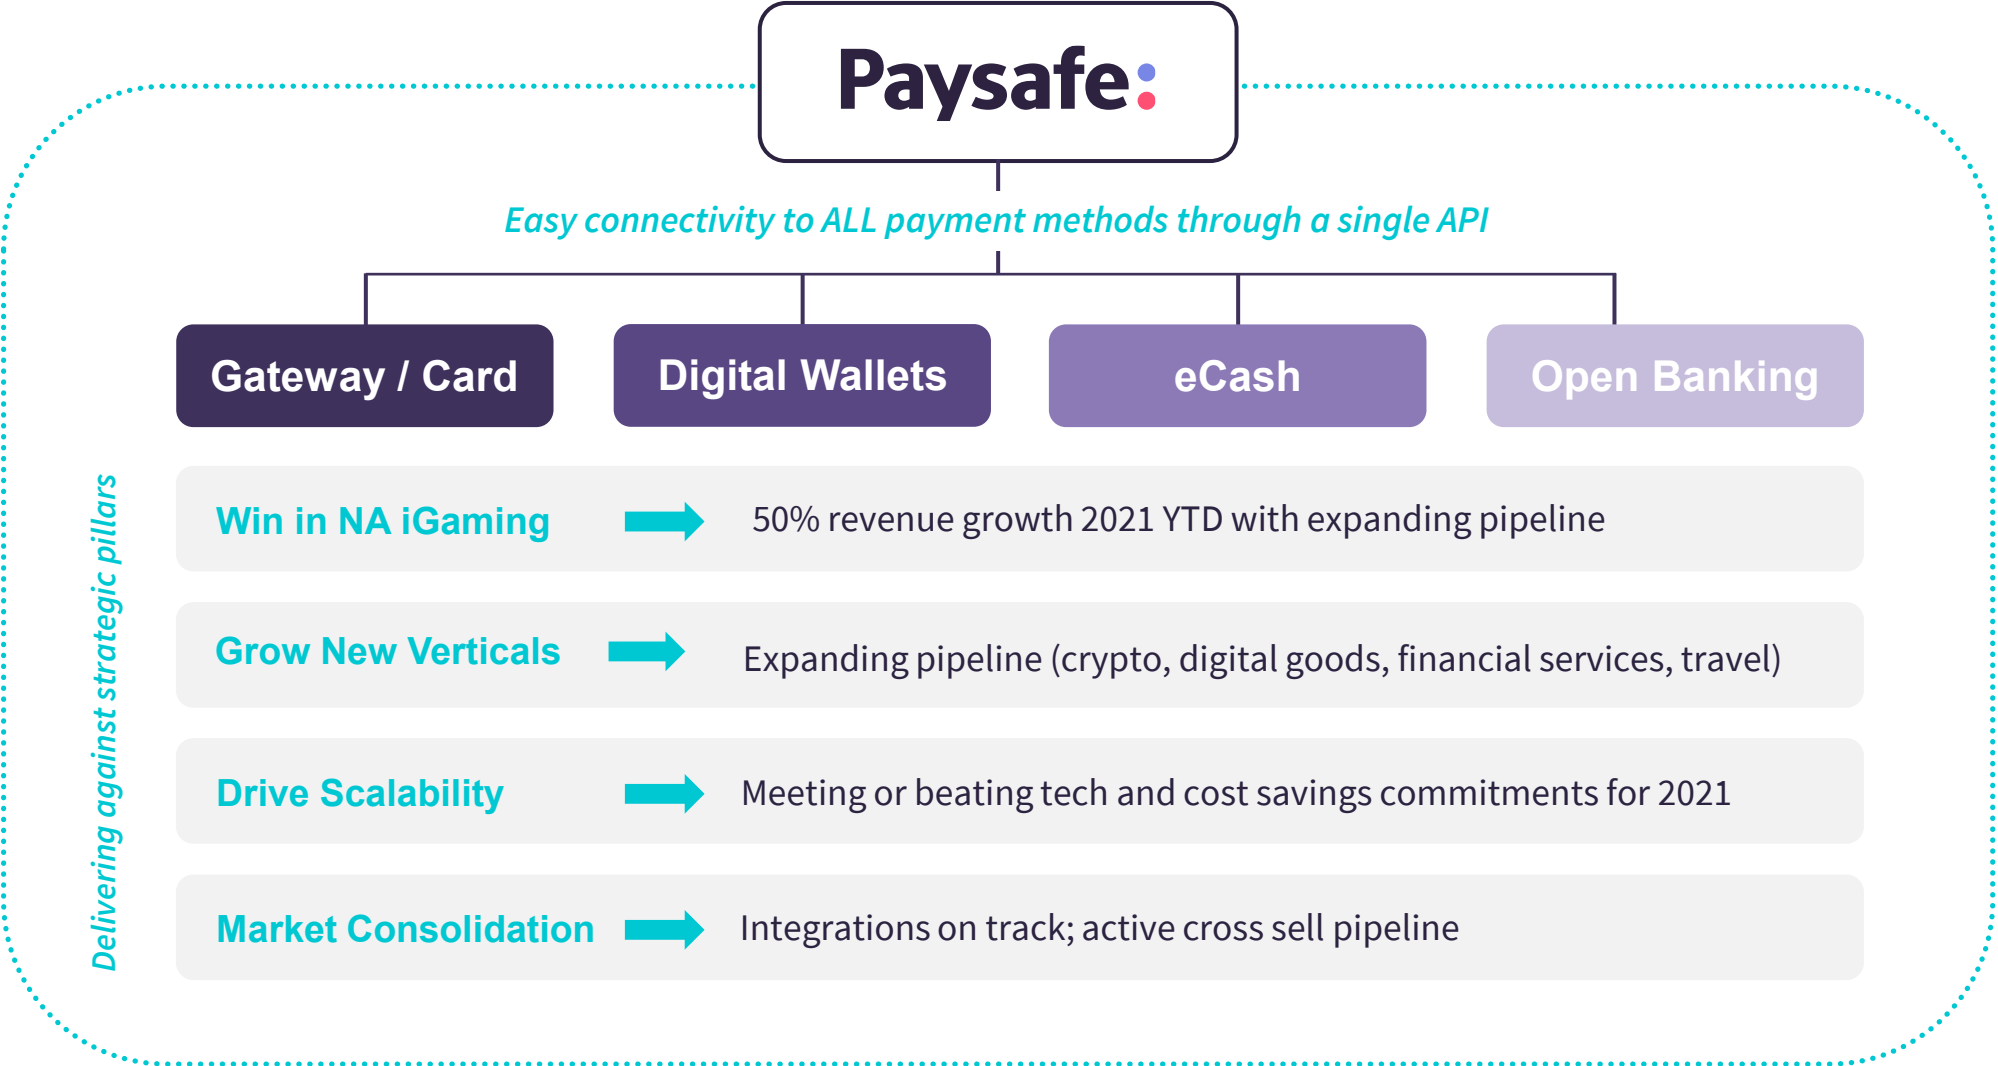 Paysafe:
Easy connectivity to ALL payment methods through a single API
Gateway / Card
Digital Wallets
eCash
Open Banking
Delivering against strategic pillars
Win in NA iGaming
50% revenue growth 2021 YTD with expanding pipeline
Grow New Verticals
Expanding pipeline (crypto, digital goods, financial services, travel)
Drive Scalability
Meeting or beating tech and cost savings commitments for 2021
Market Consolidation
Integrations on track; active cross sell pipeline